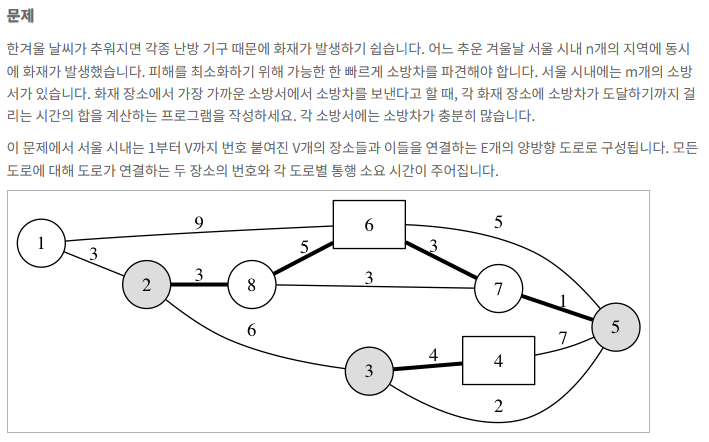 문제
한겨울 날씨가 추워지면 각종 난방 기구 때문에 화재가 발생하기 쉽습니다. 어느 추운 겨울날 서울 시내 n개의 지역에 동시
에 화재가 발생했습니다. 피해를 최소화하기 위해 가능한 한 빠르게 소방차를 파견해야 합니다. 서울 시내에는 m개의 소방
서가 있습니다. 화재 장소에서 가장 가까운 소방서에서 소방차를 보낸다고 할 때, 각 화재 장소에 소방차가 도달하기까지 걸
리는 시간의 합을 계산하는 프로그램을 작성하세요. 각 소방서에는 소방차가 충분히 많습니다.
이 문제에서 서울 시내는 1부터 V까지 번호 붙여진 V개의 장소들과 이들을 연결하는 E개의 양방향 도로로 구성됩니다. 모든
도로에 대해 도로가 연결하는 두 장소의 번호와 각 도로별 통행 소요 시간이 주어집니다.
9
6
5
1
3
5
3
2
3
8
3
7
1
5
6
3
4
4
7
2